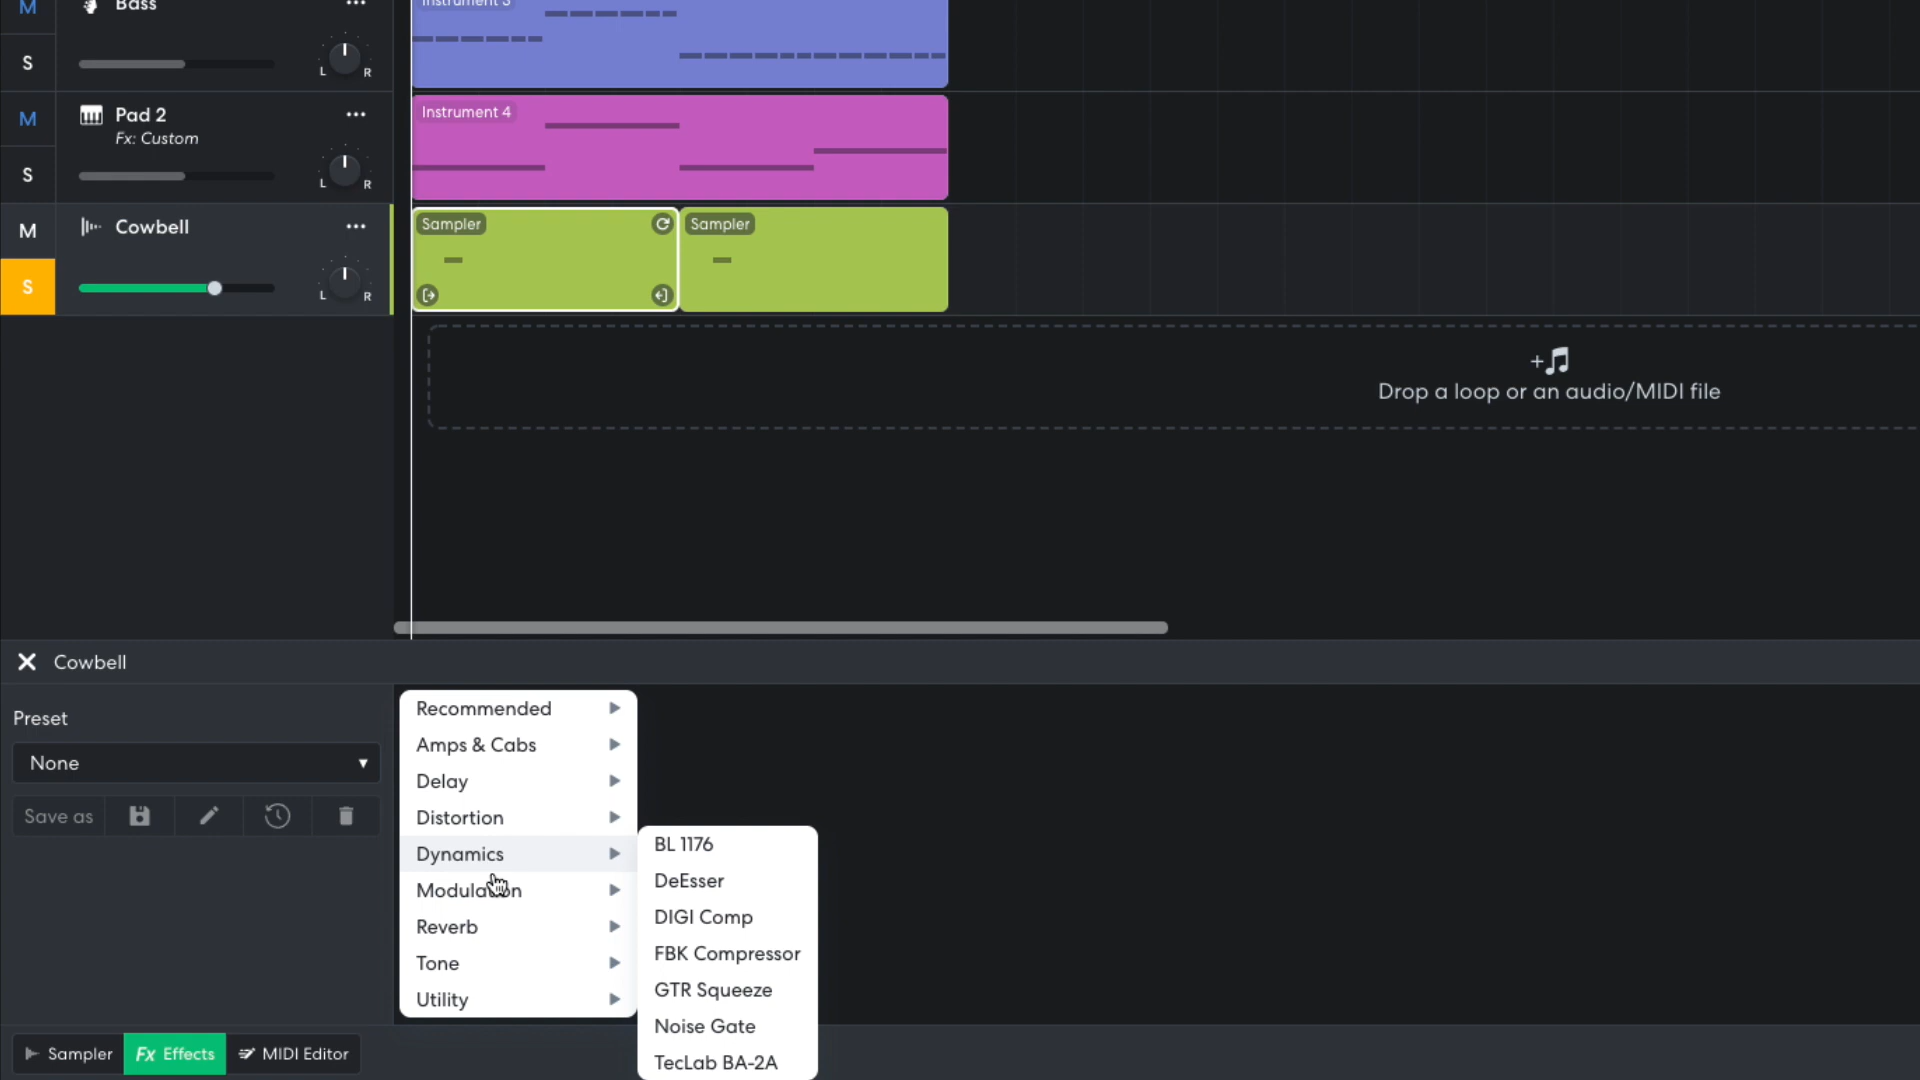 M
Bass
Instrument 3
S
L R
M
Pad 2
Fx: Custom
Instrument 4
S
L R
M
Cowbell
Sampler
Sampler
S
L R
+
Drop a loop or an audio/MIDI file
Cowbell
Preset
None
Save as
Recommended
Amps & Cabs
Delay
Distortion
Dynamics
Modulation
Reverb
Tone
Utility
BL 1176
DeEsser
DIGI Comp
FBK Compressor
GTR Squeeze
Noise Gate
TecLab BA-2A
Sampler
Fx Effects
MIDI Editor